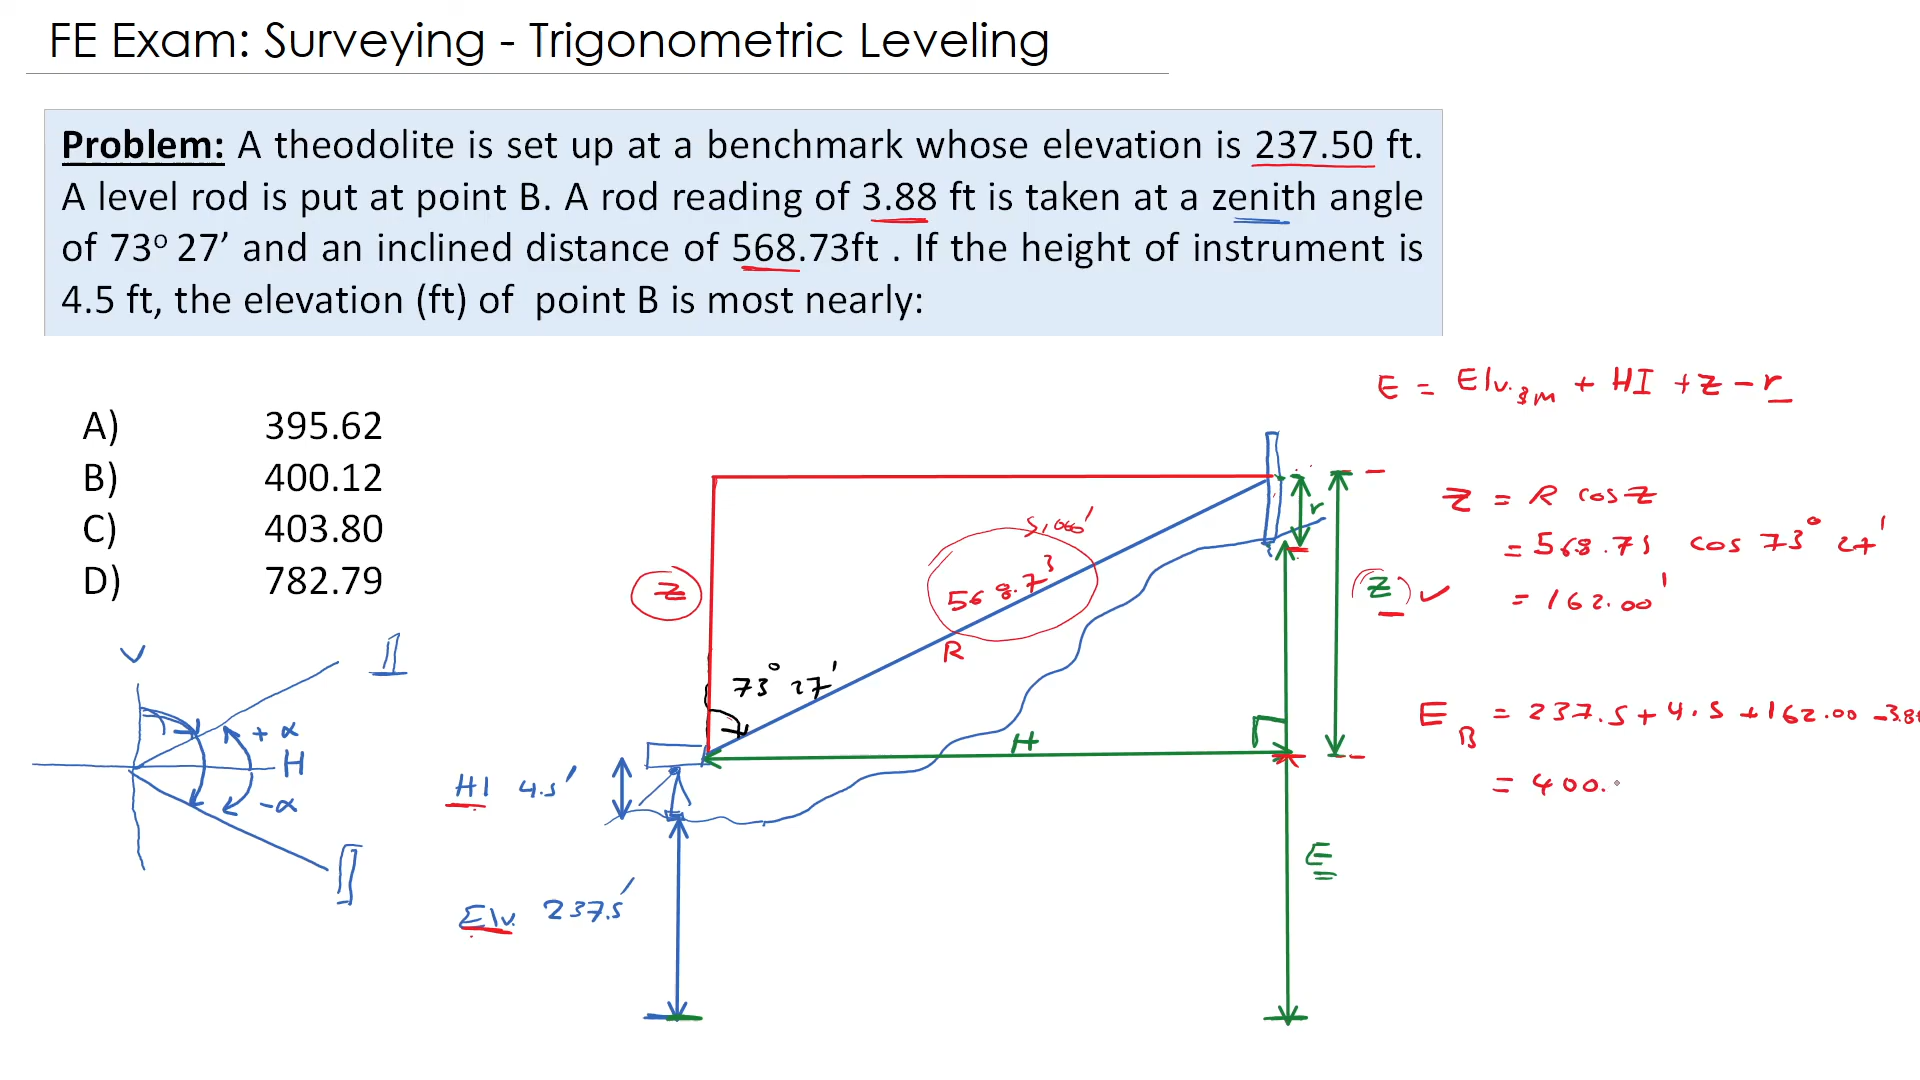 FE Exam: Surveying - Trigonometric Leveling
Problem: A theodolite is set up at a benchmark whose elevation is 237.50 ft.
A level rod is put at point B. A rod reading of 3.88 ft is taken at a zenith angle
of 73° 27’ and an inclined distance of 568.73ft . If the height of instrument is
4.5 ft, the elevation (ft) of point B is most nearly:
A) 395.62
B) 400.12
C) 403.80
D) 782.79
E = Elv. BM + HI + Z - r
Z = R cos Z
= 568.73 cos 73° 27'
= 162.00'
E B = 237.5 + 4.5 + 162.00 - 3.8
= 400.
Z
568.73
R
r
Z
73° 27'
H
HI 4.5'
Elv. 237.5'
E
V
I
+ α
H
- α
II